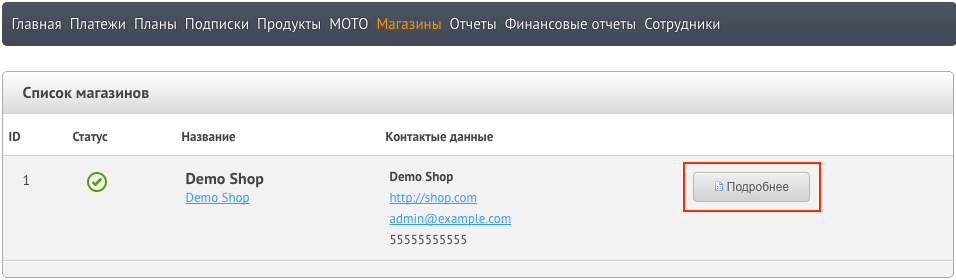 Главная Платежи Планы Подписки Продукты МОТО Магазины Отчеты Финансовые отчеты Сотрудники
Список магазинов
ID Статус Название Контактые данные
1 Demo Shop Demo Shop Подробнее
Demo Shop http://shop.com
admin@example.com
55555555555